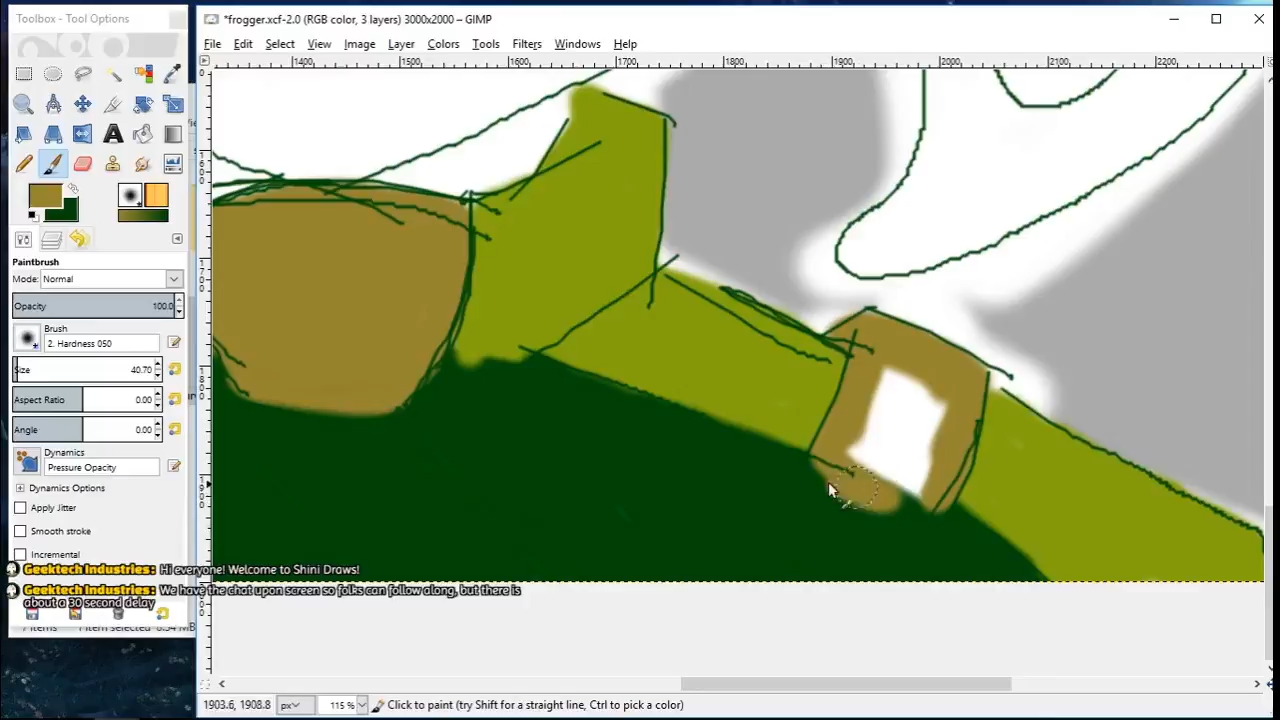 Toolbox - Tool Options
*frogger.xcf-2.0 (RGB color, 3 layers) 3000x2000 – GIMP
File Edit Select View Image Layer Colors Tools Filters Windows Help
1400 1500 1600 1700 1800 1900 2000 2100 2200
Paintbrush
Mode: Normal
Opacity 100.0
Brush
2. Hardness 050
Size 40.70
Aspect Ratio 0.00
Angle 0.00
Dynamics
Pressure Opacity
Dynamics Options
Apply Jitter
Smooth stroke
Incremental
Geektech Industries: Hi everyone! Welcome to Shini Draws!
Geektech Industries: We have the chat upon screen so folks can follow along, but there is
about a 30 second delay
1903.6, 1908.8 px 115 % Click to paint (try Shift for a straight line, Ctrl to pick a color)